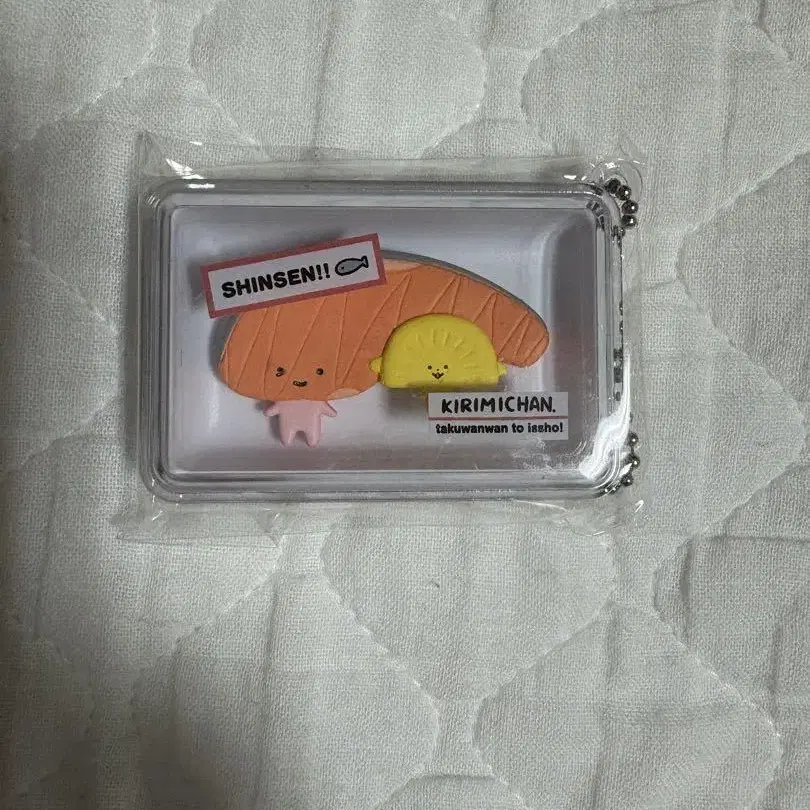 SHINSEN!!
KIRIMICHAN.
takuwanwan to issho!